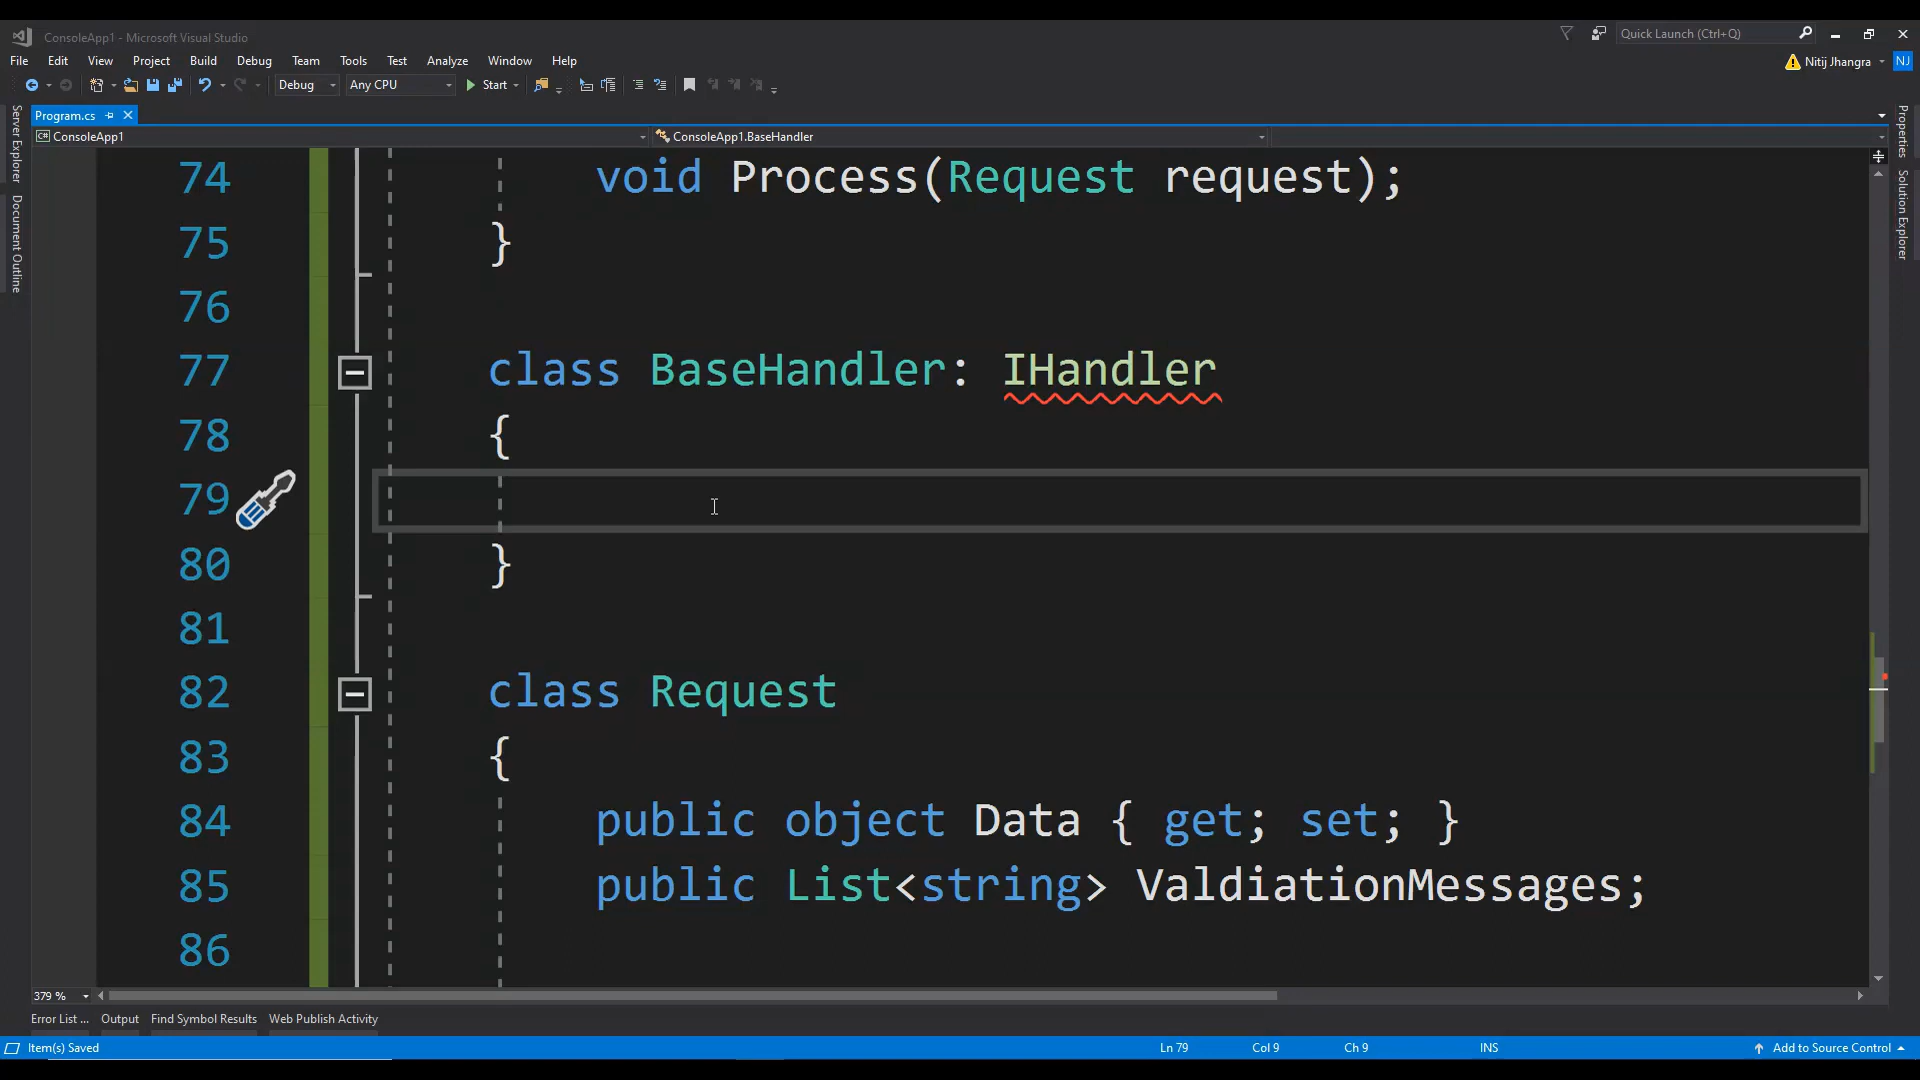 ConsoleApp1 - Microsoft Visual Studio
Quick Launch (Ctrl+Q)
File Edit View Project Build Debug Team Tools Test Analyze Window Help
Nitij Jhangra NJ
Debug Any CPU Start
Program.cs
ConsoleApp1
ConsoleApp1.BaseHandler
Server Explorer
Document Outline
Properties
Solution Explorer
74 void Process(Request request);
75 }
76
77 class BaseHandler: IHandler
78 {
79
80 }
81
82 class Request
83 {
84 public object Data { get; set; }
85 public List<string> ValdiationMessages;
86
379 %
Error List ... Output Find Symbol Results Web Publish Activity
Item(s) Saved
Ln 79 Col 9 Ch 9 INS
Add to Source Control